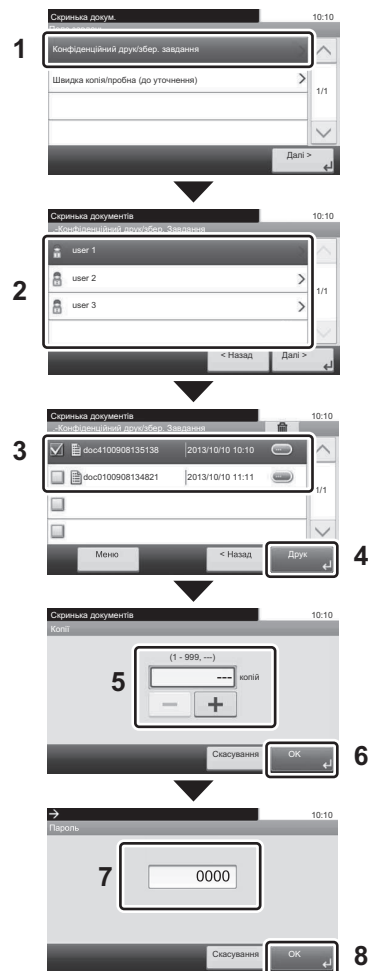 Скринька докум.
10:10
1
Конфіденційний друк/збер. завдання
Швидка копія/пробна (до уточнення)
1/1
Далі >
Скринька документів
10:10
-Конфіденційний друк/збер. Завдання
2
user 1
user 2
user 3
1/1
< Назад
Далі >
Скринька документів
10:10
-Конфіденційний друк/збер. Завдання
3
doc4100908135138
2013/10/10 10:10
doc0100908134821
2013/10/10 11:11
1/1
Меню
< Назад
Друк
4
Скринька документів
10:10
Копії
5
(1 - 999, ---)
--- копій
Скасування
OK
6
10:10
Пароль
7
0000
Скасування
OK
8